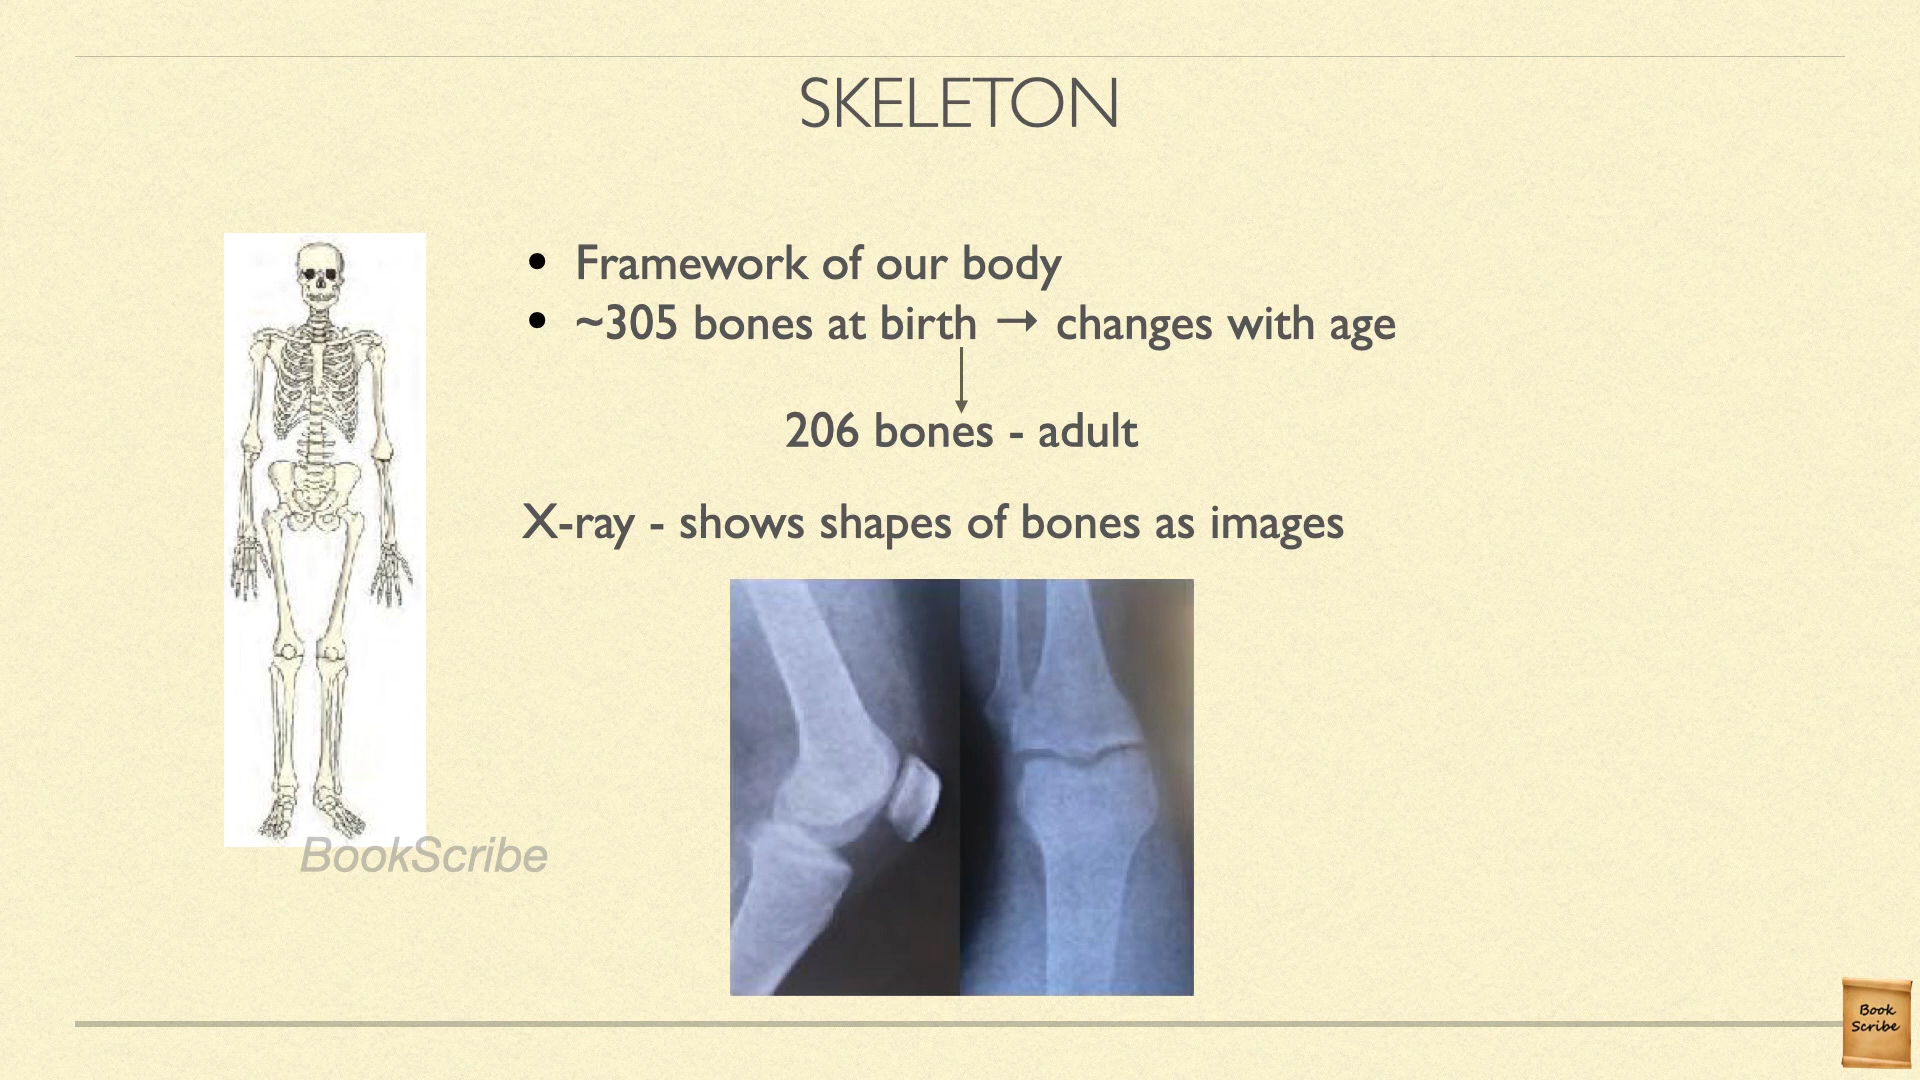 SKELETON
• Framework of our body
• ~305 bones at birth → changes with age
206 bones - adult
X-ray - shows shapes of bones as images
BookScribe
Book
Scribe